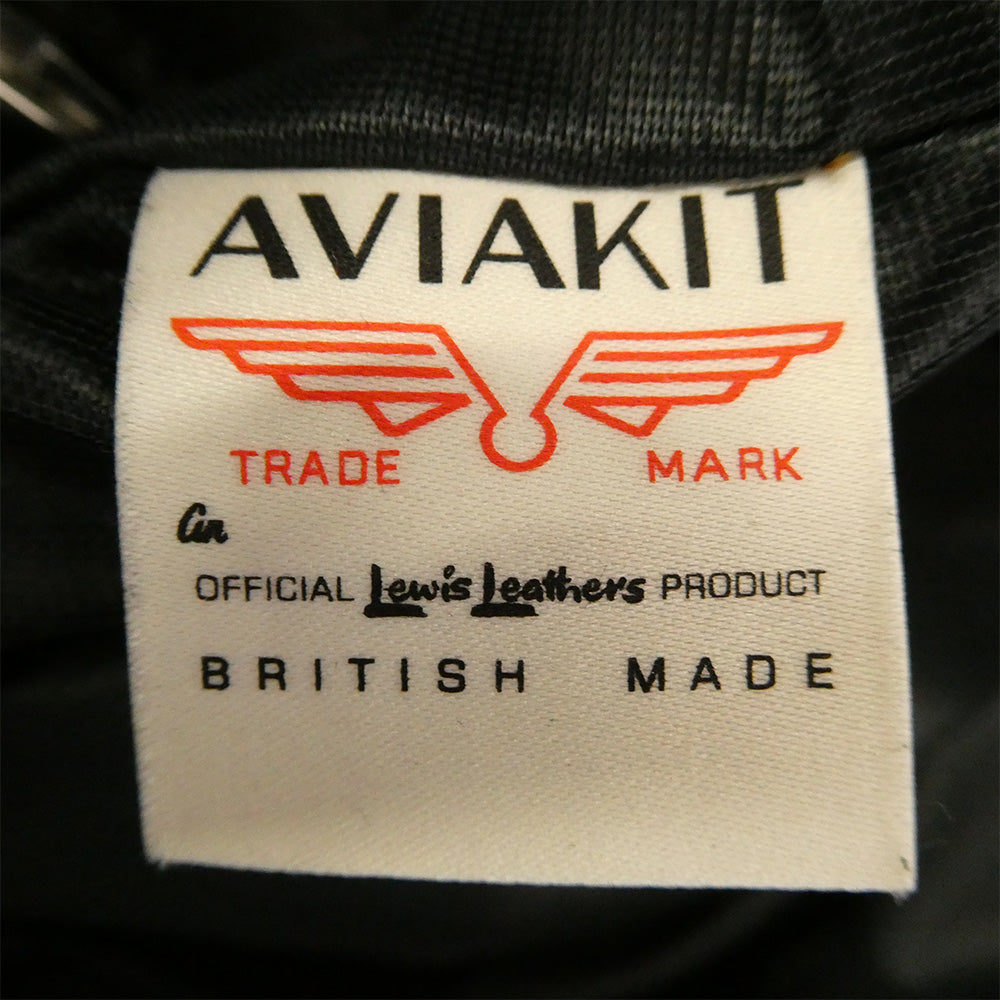 AVIAKIT
TRADE MARK
An
OFFICIAL Lewis Leathers PRODUCT
BRITISH MADE